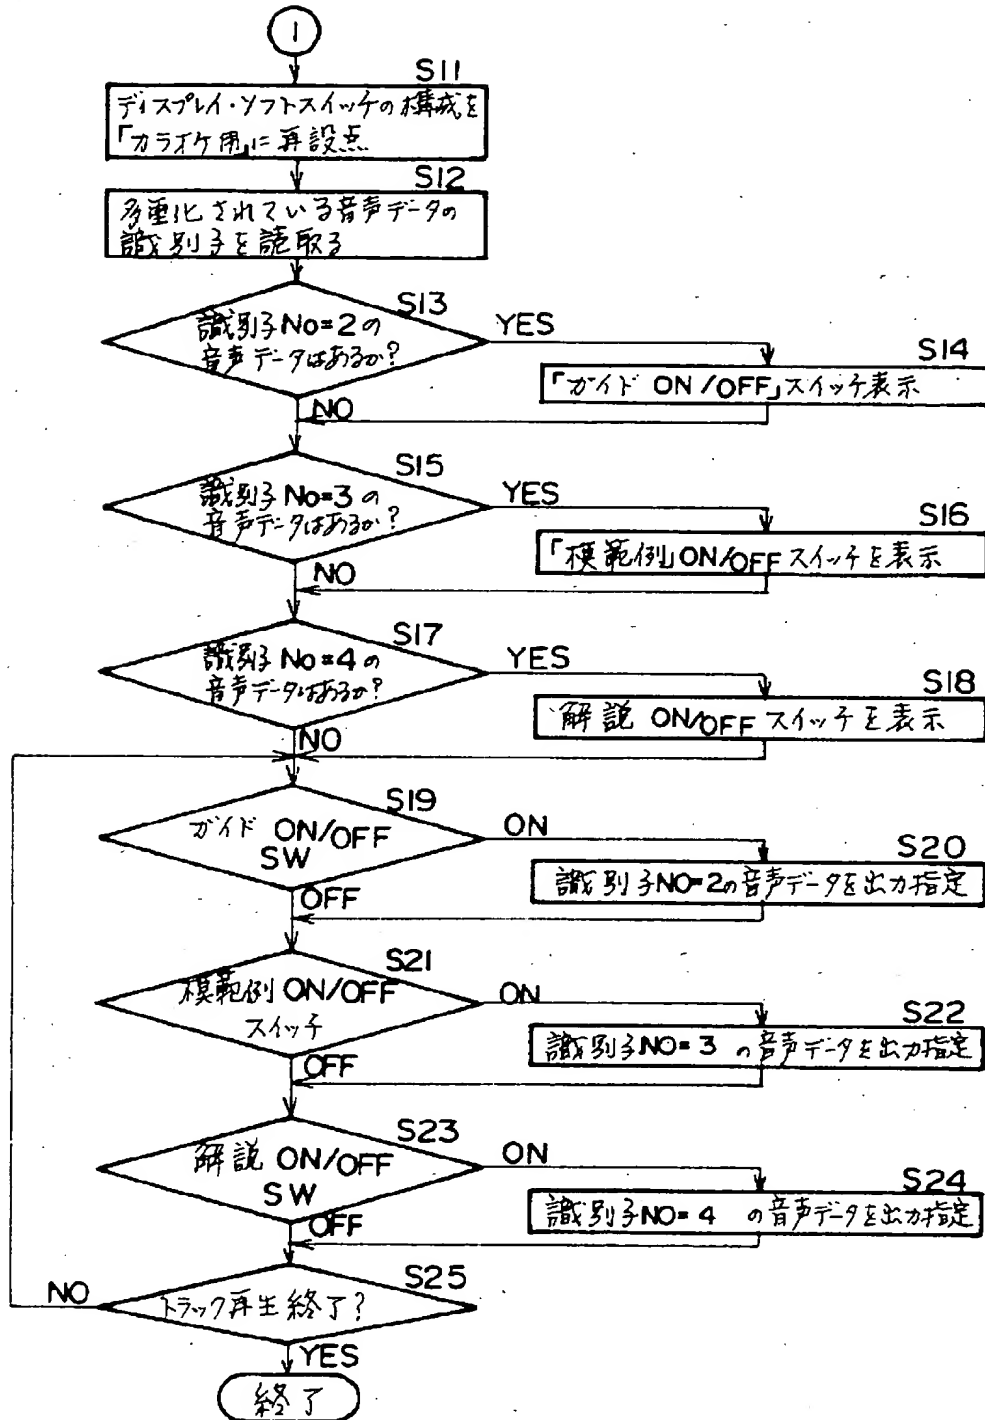 1
S11
ディスプレイ・ソフトスイッチの構成を
「カラオケ用」に再設点
S12
多重化されている音声データの
識別子を読取る
S13
識別子No=2の
音声データはあるか?
YES
S14
「ガイド ON/OFF」スイッチ表示
NO
S15
識別子No=3の
音声データはあるか?
YES
S16
「模範例」ON/OFFスイッチを表示
NO
S17
識別子No=4の
音声データはあるか?
YES
S18
解説 ON/OFFスイッチを表示
NO
S19
ガイド ON/OFF
SW
ON
S20
識別子NO=2の音声データを出力指定
OFF
S21
模範例 ON/OFF
スイッチ
ON
S22
識別子NO=3 の音声データを出力指定
OFF
S23
解説 ON/OFF
SW
ON
S24
識別子NO=4 の音声データを出力指定
OFF
S25
トラック再生終了?
NO
YES
終了